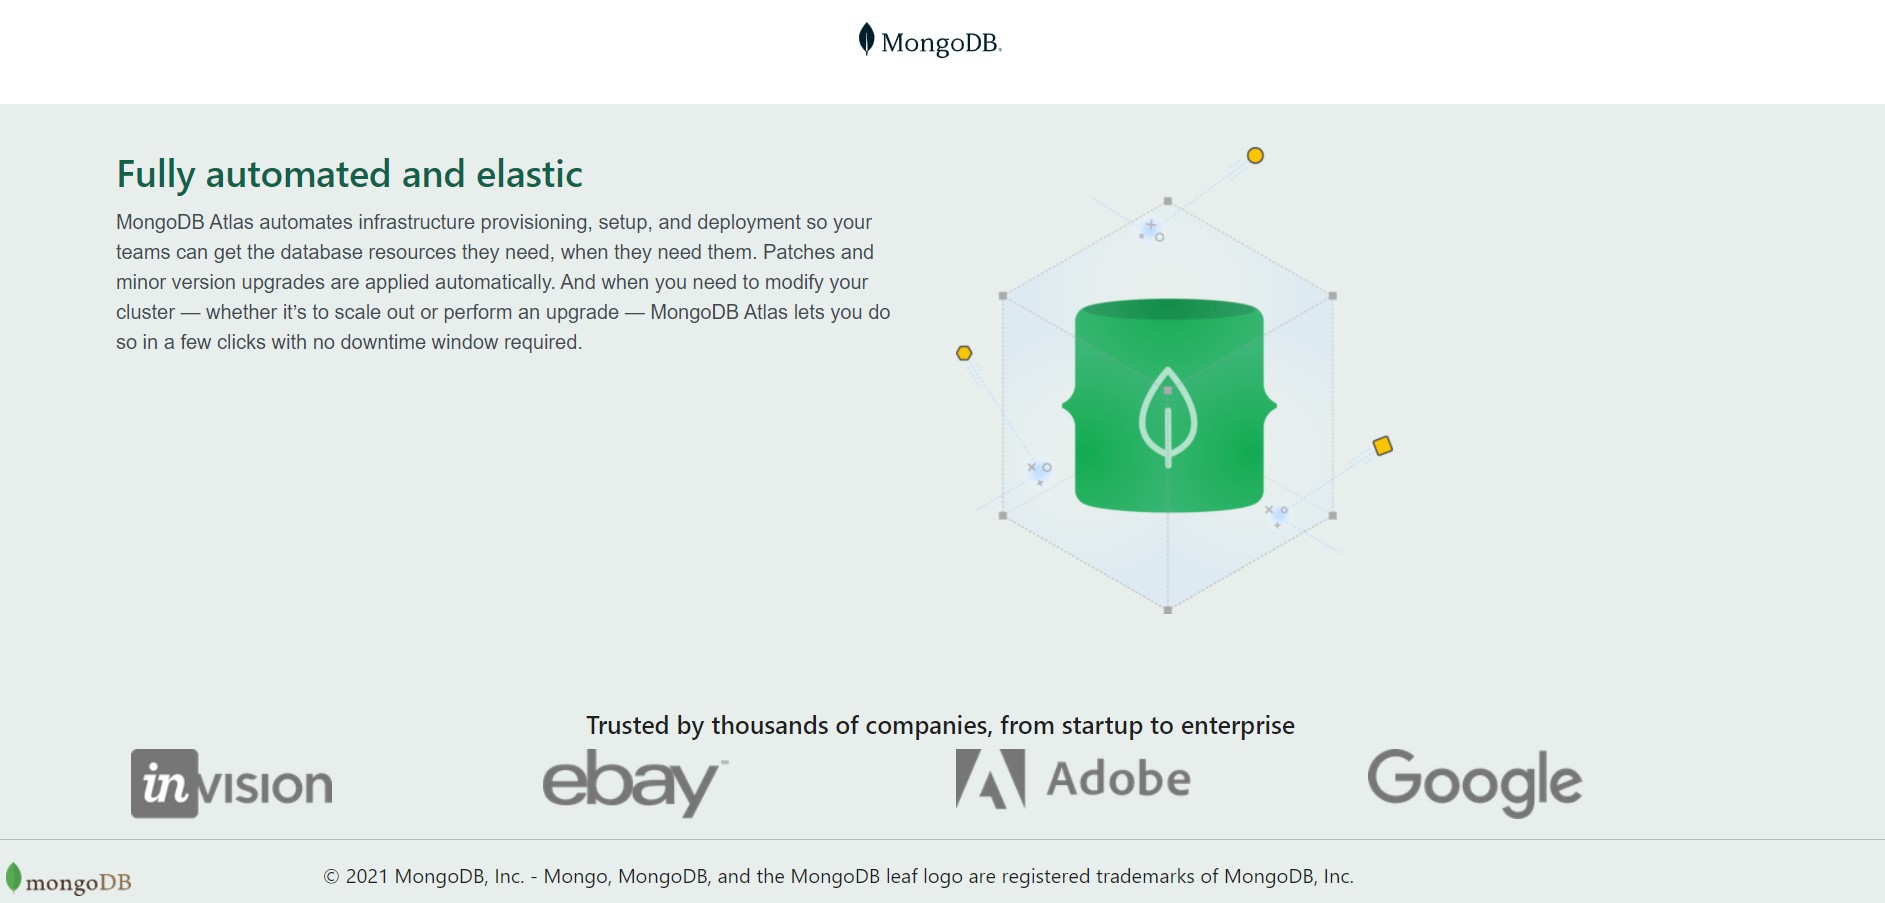 MongoDB.
Fully automated and elastic
MongoDB Atlas automates infrastructure provisioning, setup, and deployment so your
teams can get the database resources they need, when they need them. Patches and
minor version upgrades are applied automatically. And when you need to modify your
cluster — whether it’s to scale out or perform an upgrade — MongoDB Atlas lets you do
so in a few clicks with no downtime window required.
Trusted by thousands of companies, from startup to enterprise
invision
ebay™
Adobe
Google
mongoDB
© 2021 MongoDB, Inc. - Mongo, MongoDB, and the MongoDB leaf logo are registered trademarks of MongoDB, Inc.